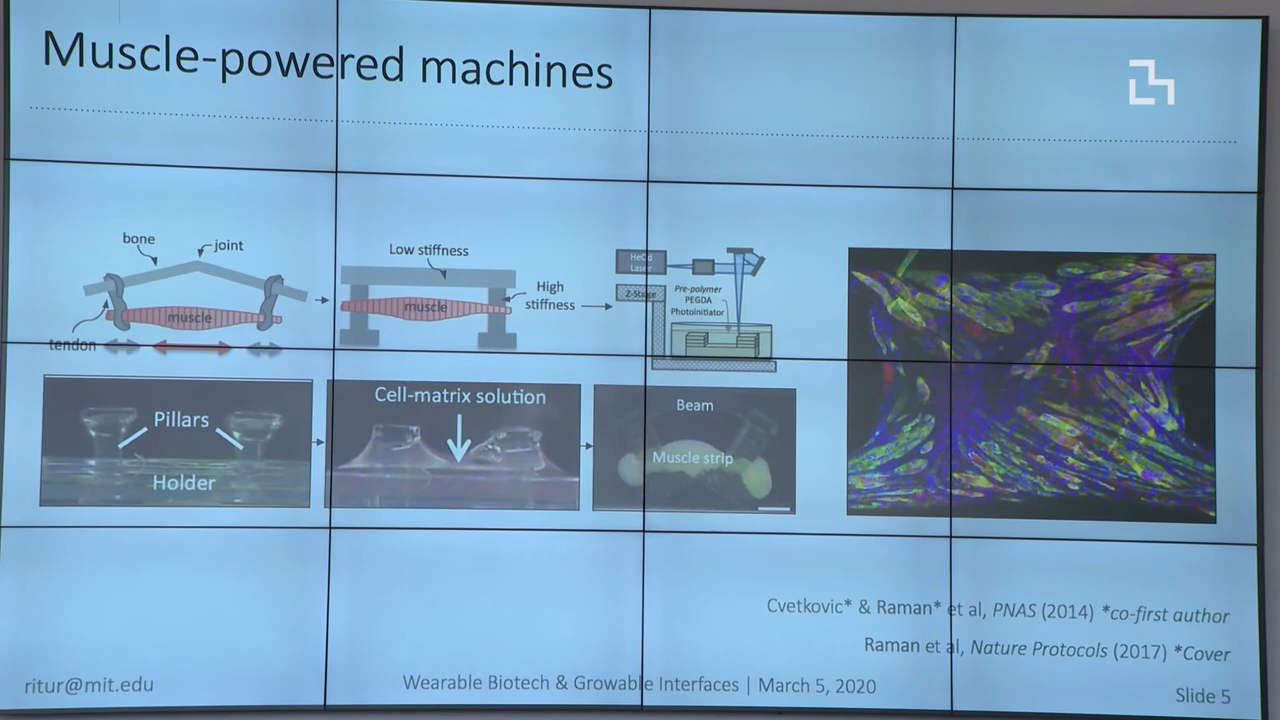 Muscle-powered machines
bone
joint
muscle
tendon
Low stiffness
muscle
High
stiffness
HeCd
Laser
Z-Stage
Pre-polymer
PEGDA
Photoinitiator
Pillars
Holder
Cell-matrix solution
Beam
Muscle strip
Cvetkovic* & Raman* et al, PNAS (2014) *co-first author
Raman et al, Nature Protocols (2017) *Cover
ritur@mit.edu
Wearable Biotech & Growable Interfaces | March 5, 2020
Slide 5